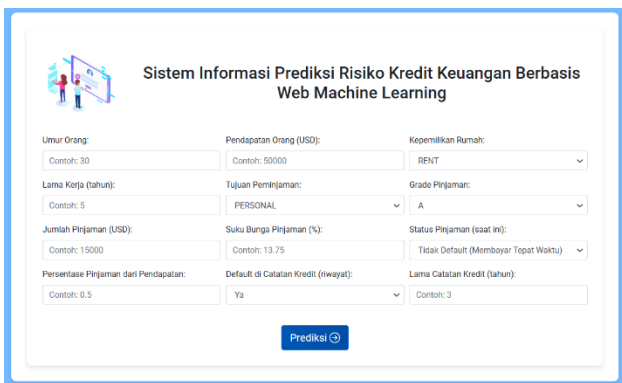 Sistem Informasi Prediksi Risiko Kredit Keuangan Berbasis
Web Machine Learning
Umur Orang:
Pendapatan Orang (USD):
Kepemilikan Rumah:
Contoh: 30
Contoh: 50000
RENT
Lama Kerja (tahun):
Tujuan Peminjaman:
Grade Pinjaman:
Contoh: 5
PERSONAL
A
Jumlah Pinjaman (USD):
Suku Bunga Pinjaman (%):
Status Pinjaman (saat ini):
Contoh: 15000
Contoh: 13.75
Tidak Default (Membayar Tepat Waktu)
Persentase Pinjaman dari Pendapatan:
Default di Catatan Kredit (riwayat):
Lama Catatan Kredit (tahun):
Contoh: 0.5
Ya
Contoh: 3
Prediksi